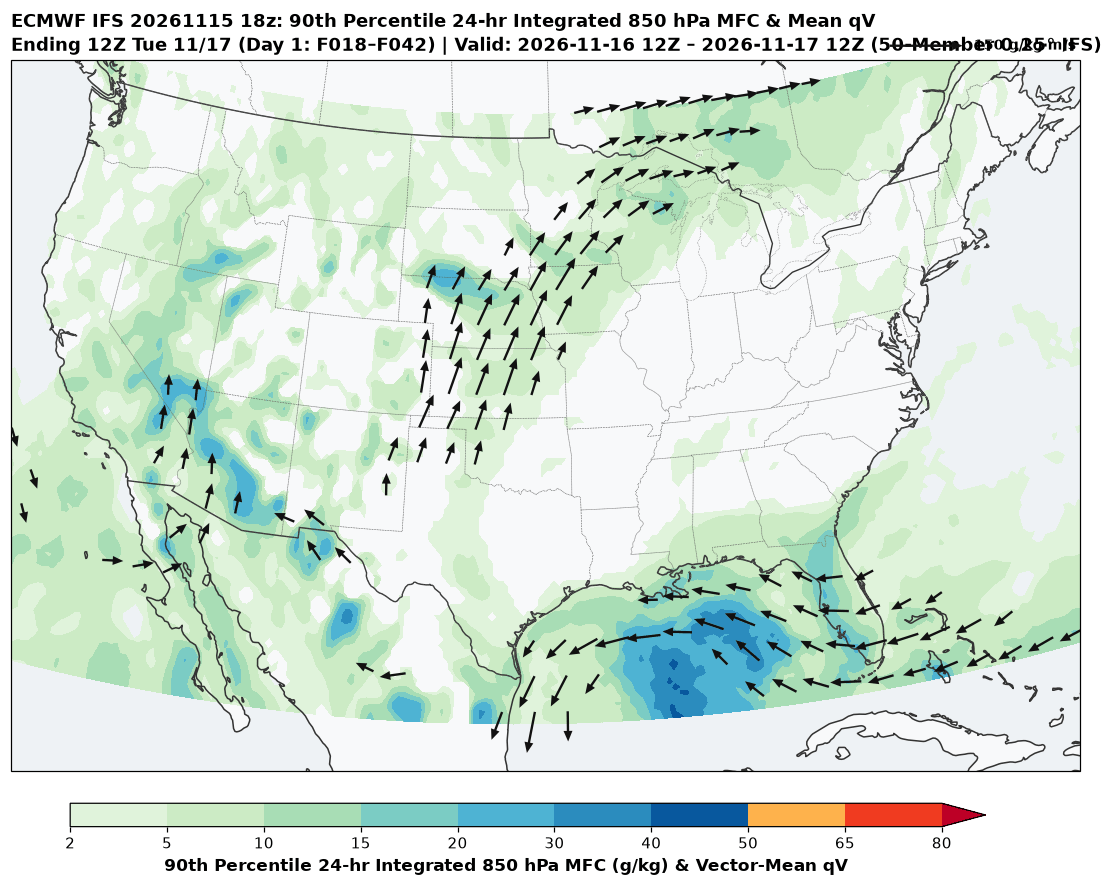 ECMWF IFS 20261115 18z: 90th Percentile 24-hr Integrated 850 hPa MFC & Mean qV
Ending 12Z Tue 11/17 (Day 1: F018–F042) | Valid: 2026-11-16 12Z – 2026-11-17 12Z (50-Member 0.25° IFS)
150 g/kg m/s
2 5 10 15 20 30 40 50 65 80
90th Percentile 24-hr Integrated 850 hPa MFC (g/kg) & Vector-Mean qV